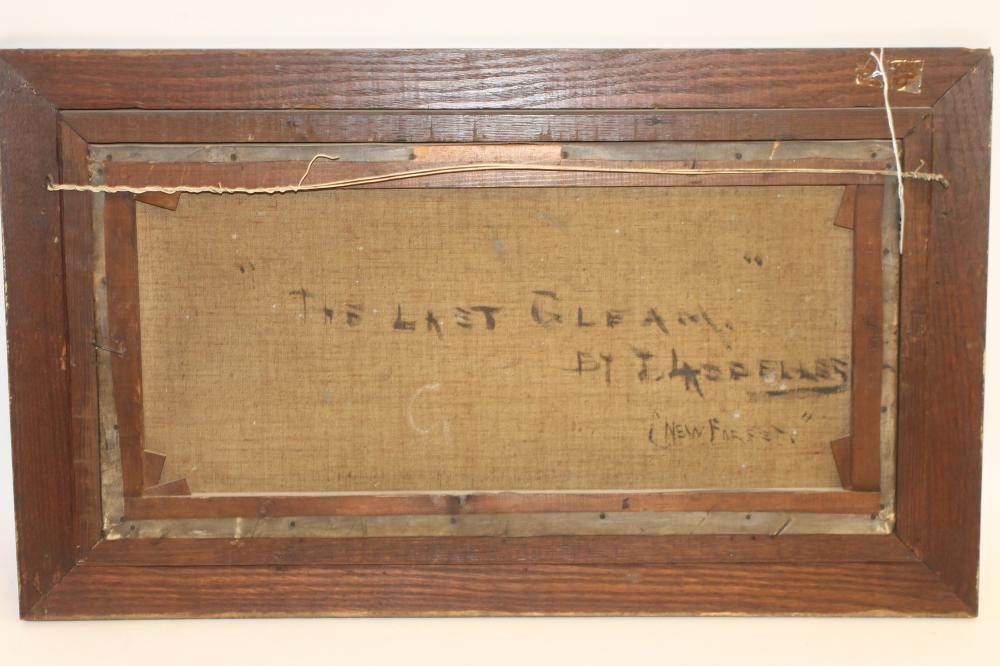 " THE LAST GLEAM. "
BY
(NEW FOREST."
G